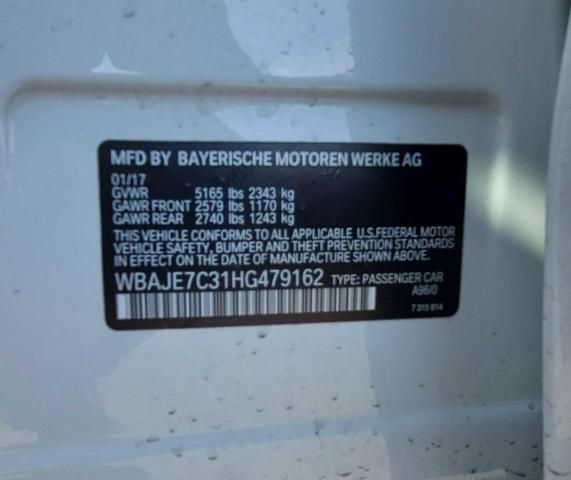 MFD BY BAYERISCHE MOTOREN WERKE AG
01/17
GVWR 5165 lbs 2343 kg
GAWR FRONT 2579 lbs 1170 kg
GAWR REAR 2740 lbs 1243 kg
THIS VEHICLE CONFORMS TO ALL APPLICABLE U.S.FEDERAL MOTOR
VEHICLE SAFETY, BUMPER AND THEFT PREVENTION STANDARDS
IN EFFECT ON THE DATE OF MANUFACTURE SHOWN ABOVE.
WBAJE7C31HG479162 TYPE: PASSENGER CAR
A96/0
7315 814